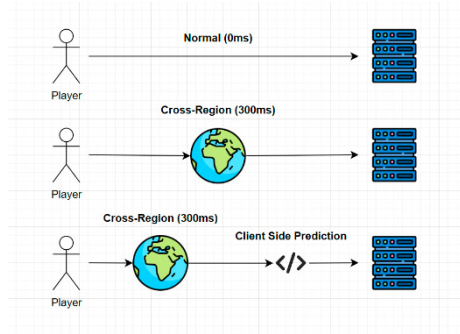 Normal (0ms)
Player
Cross-Region (300ms)
Player
Cross-Region (300ms)
Client Side Prediction
</>
Player